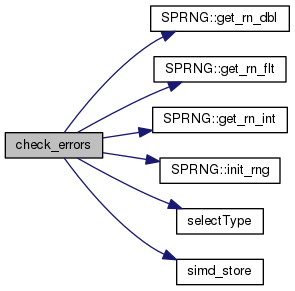 SPRNG::get_rn_dbl
SPRNG::get_rn_flt
check_errors
SPRNG::get_rn_int
SPRNG::init_rng
selectType
simd_store